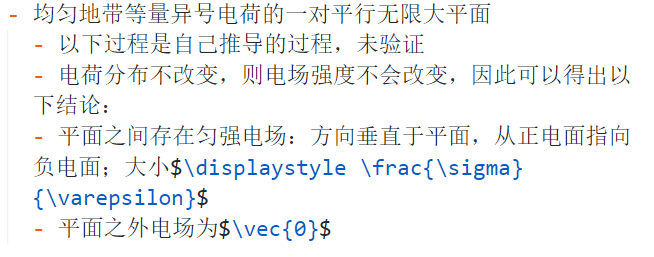 - 均匀地带等量异号电荷的一对平行无限大平面
- 以下过程是自己推导的过程，未验证
- 电荷分布不改变，则电场强度不会改变，因此可以得出以
下结论：
- 平面之间存在匀强电场：方向垂直于平面，从正电面指向
负电面；大小$\displaystyle \frac{\sigma}
{\varepsilon}$
- 平面之外电场为$\vec{0}$